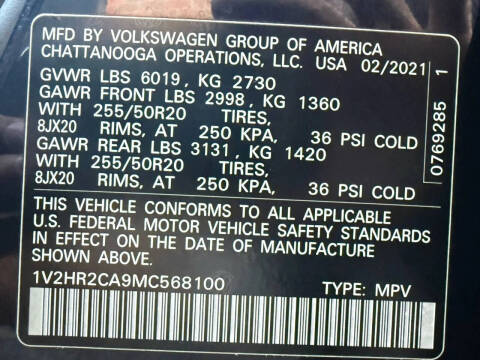 MFD BY VOLKSWAGEN GROUP OF AMERICA
CHATTANOOGA OPERATIONS, LLC. USA 02/2021
GVWR LBS 6019, KG 2730
GAWR FRONT LBS 2998, KG 1360
WITH 255/50R20 TIRES,
8JX20 RIMS, AT 250 KPA, 36 PSI COLD
GAWR REAR LBS 3131, KG 1420
WITH 255/50R20 TIRES,
8JX20 RIMS, AT 250 KPA, 36 PSI COLD
THIS VEHICLE CONFORMS TO ALL APPLICABLE
U.S. FEDERAL MOTOR VEHICLE SAFETY STANDARDS
IN EFFECT ON THE DATE OF MANUFACTURE
SHOWN ABOVE.
1V2HR2CA9MC568100 TYPE: MPV
0769285 1